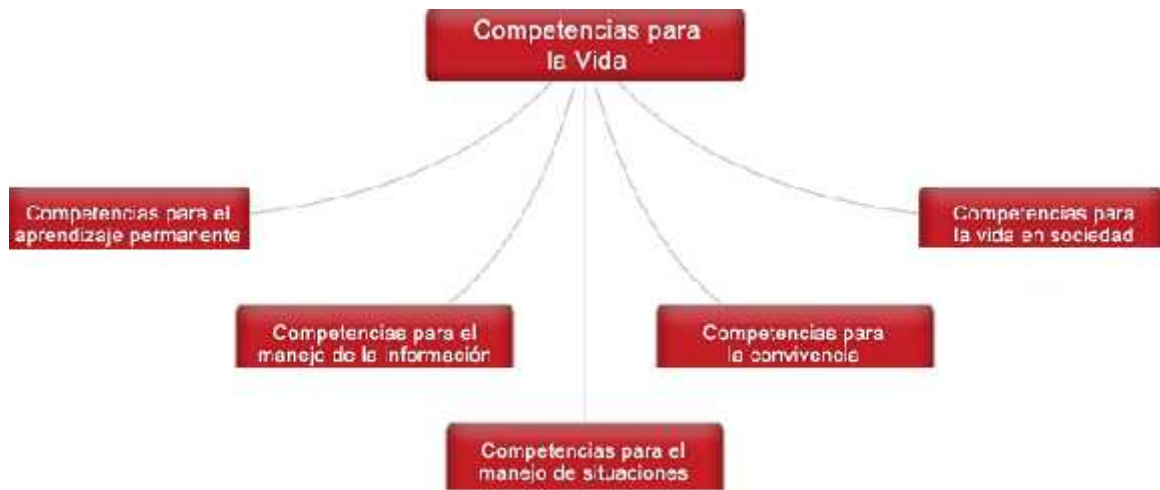 Competencias para
la Vida
Competencias para el
aprendizaje permanente
Competencias para
la vida en sociedad
Competencias para el
manejo de la información
Competencias para
la convivencia
Competencias para el
manejo de situaciones